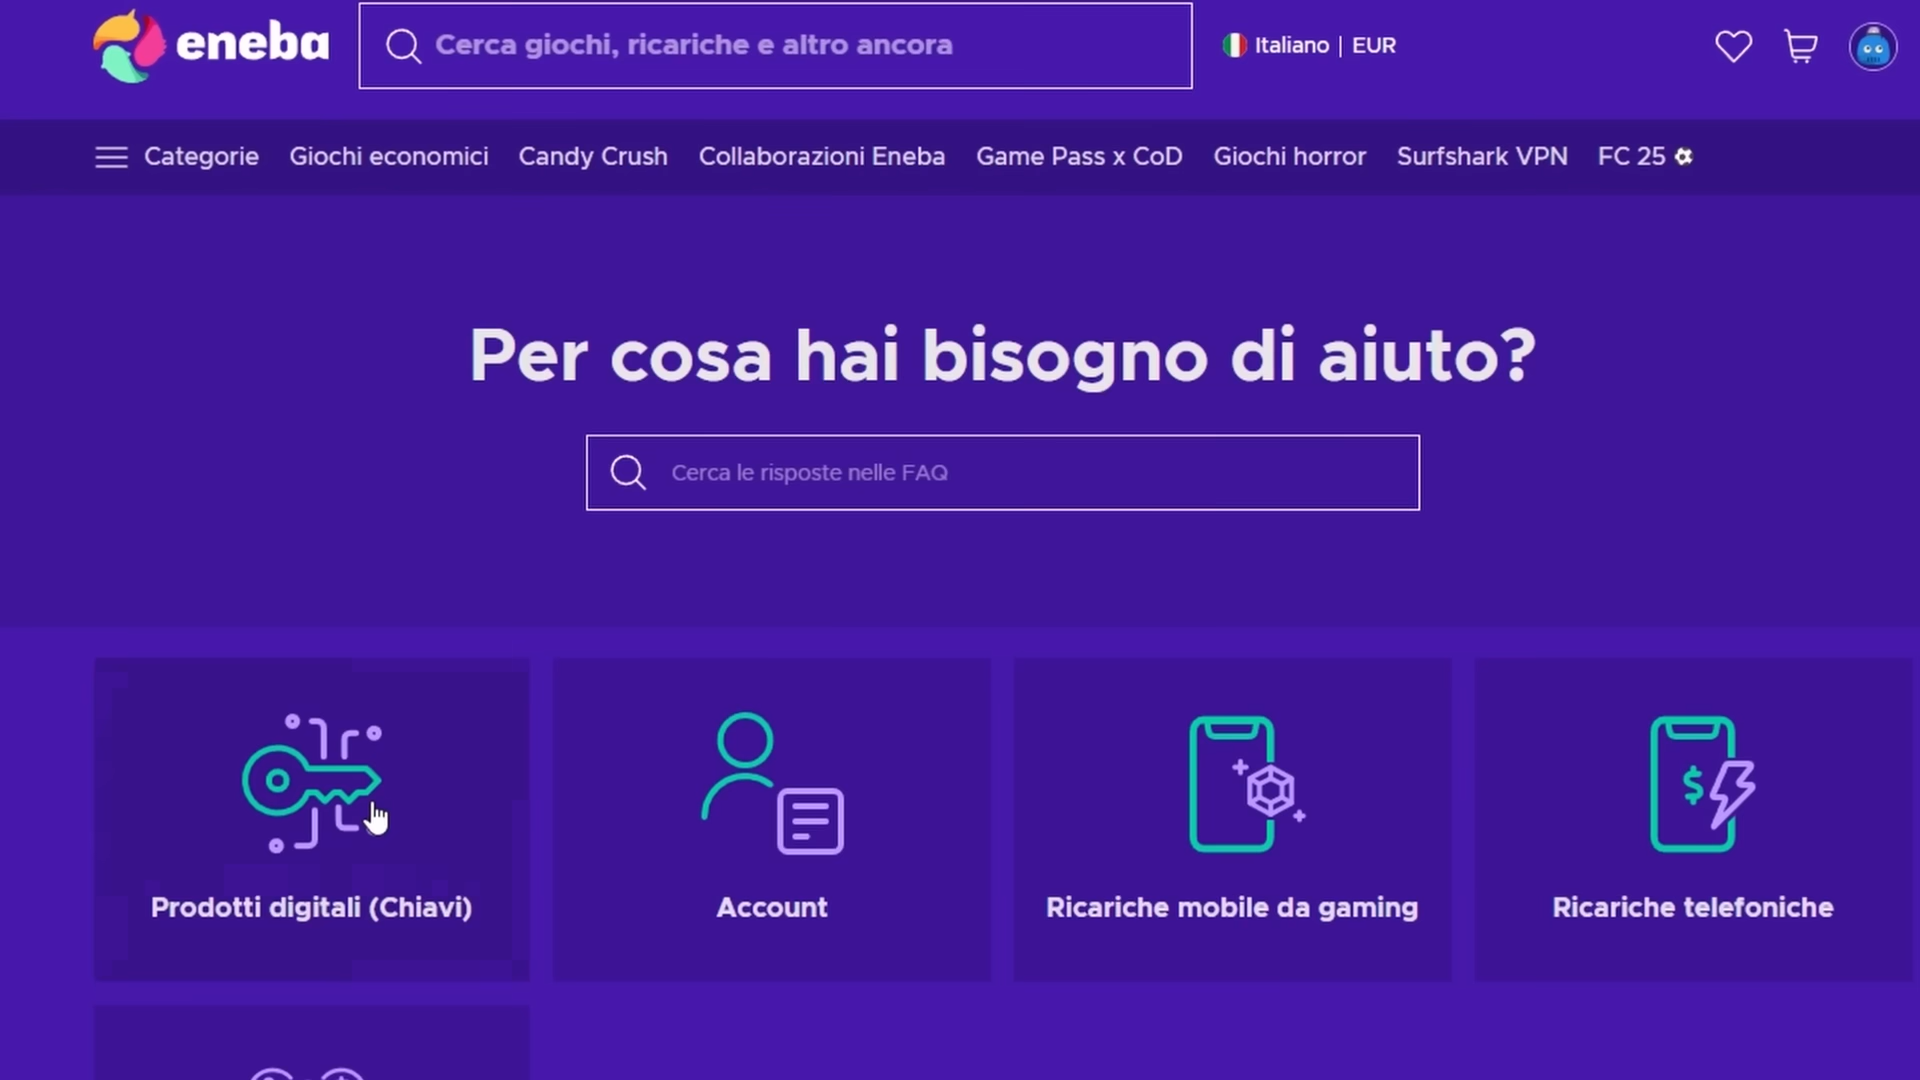 eneba
Cerca giochi, ricariche e altro ancora
Italiano | EUR
Categorie
Giochi economici
Candy Crush
Collaborazioni Eneba
Game Pass x CoD
Giochi horror
Surfshark VPN
FC 25
Per cosa hai bisogno di aiuto?
Cerca le risposte nelle FAQ
$
Prodotti digitali (Chiavi)
Account
Ricariche mobile da gaming
Ricariche telefoniche